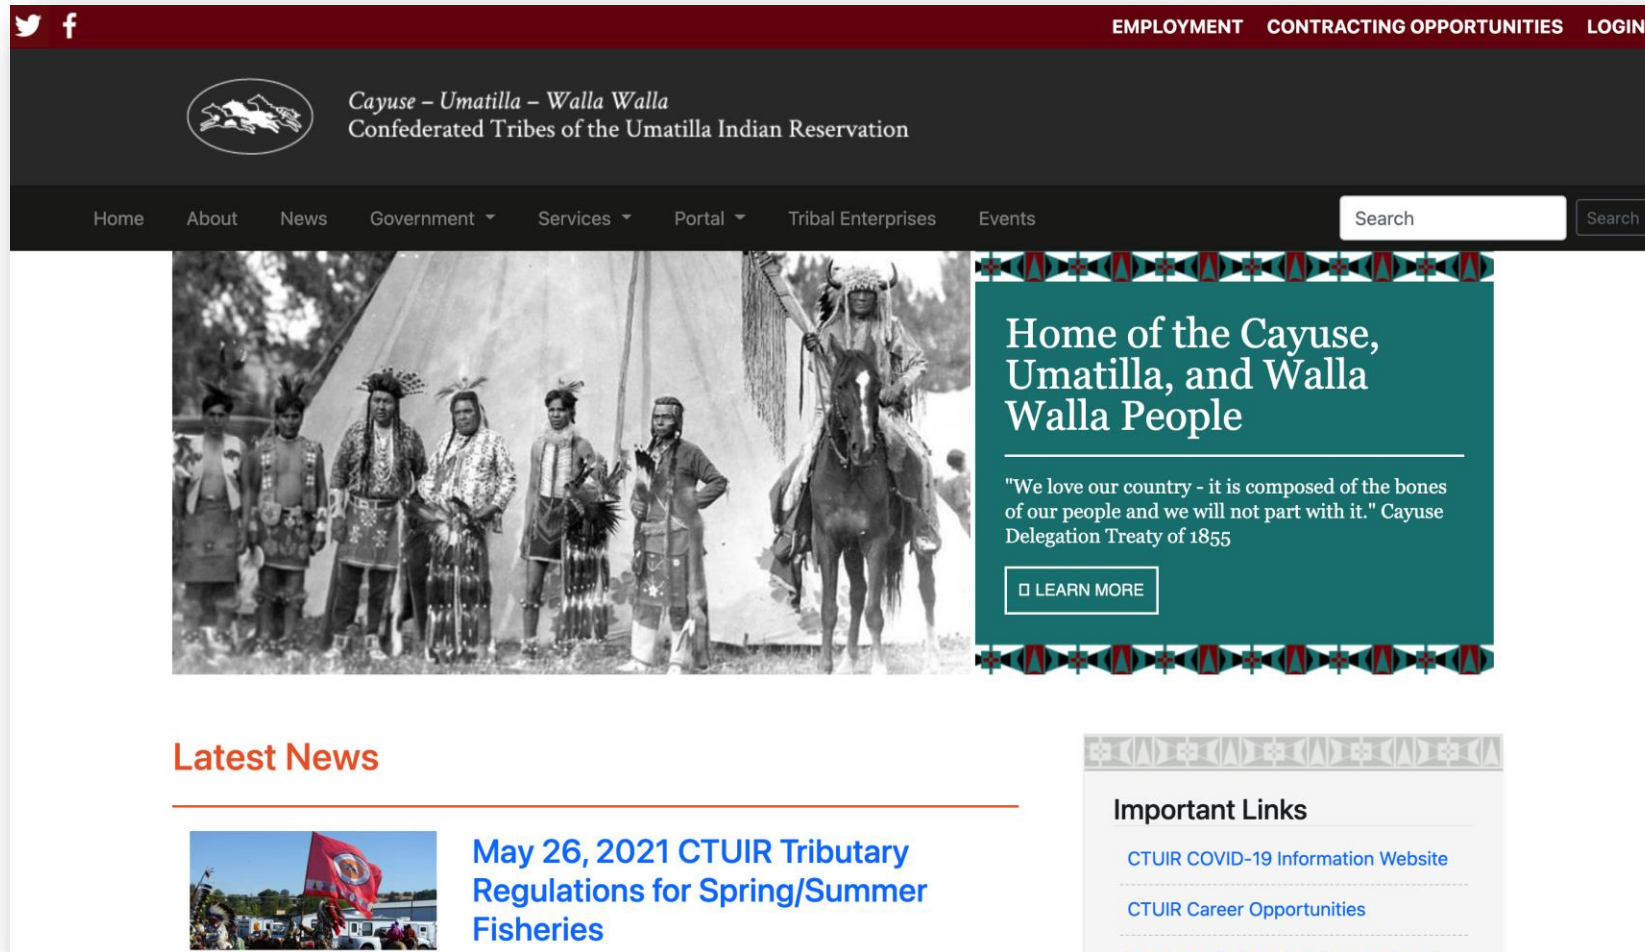 EMPLOYMENT CONTRACTING OPPORTUNITIES LOGIN
Cayuse – Umatilla – Walla Walla
Confederated Tribes of the Umatilla Indian Reservation
Home About News Government Services Portal Tribal Enterprises Events Search Search
Home of the Cayuse,
Umatilla, and Walla
Walla People
"We love our country - it is composed of the bones
of our people and we will not part with it." Cayuse
Delegation Treaty of 1855
LEARN MORE
Latest News
May 26, 2021 CTUIR Tributary
Regulations for Spring/Summer
Fisheries
Important Links
CTUIR COVID-19 Information Website
CTUIR Career Opportunities